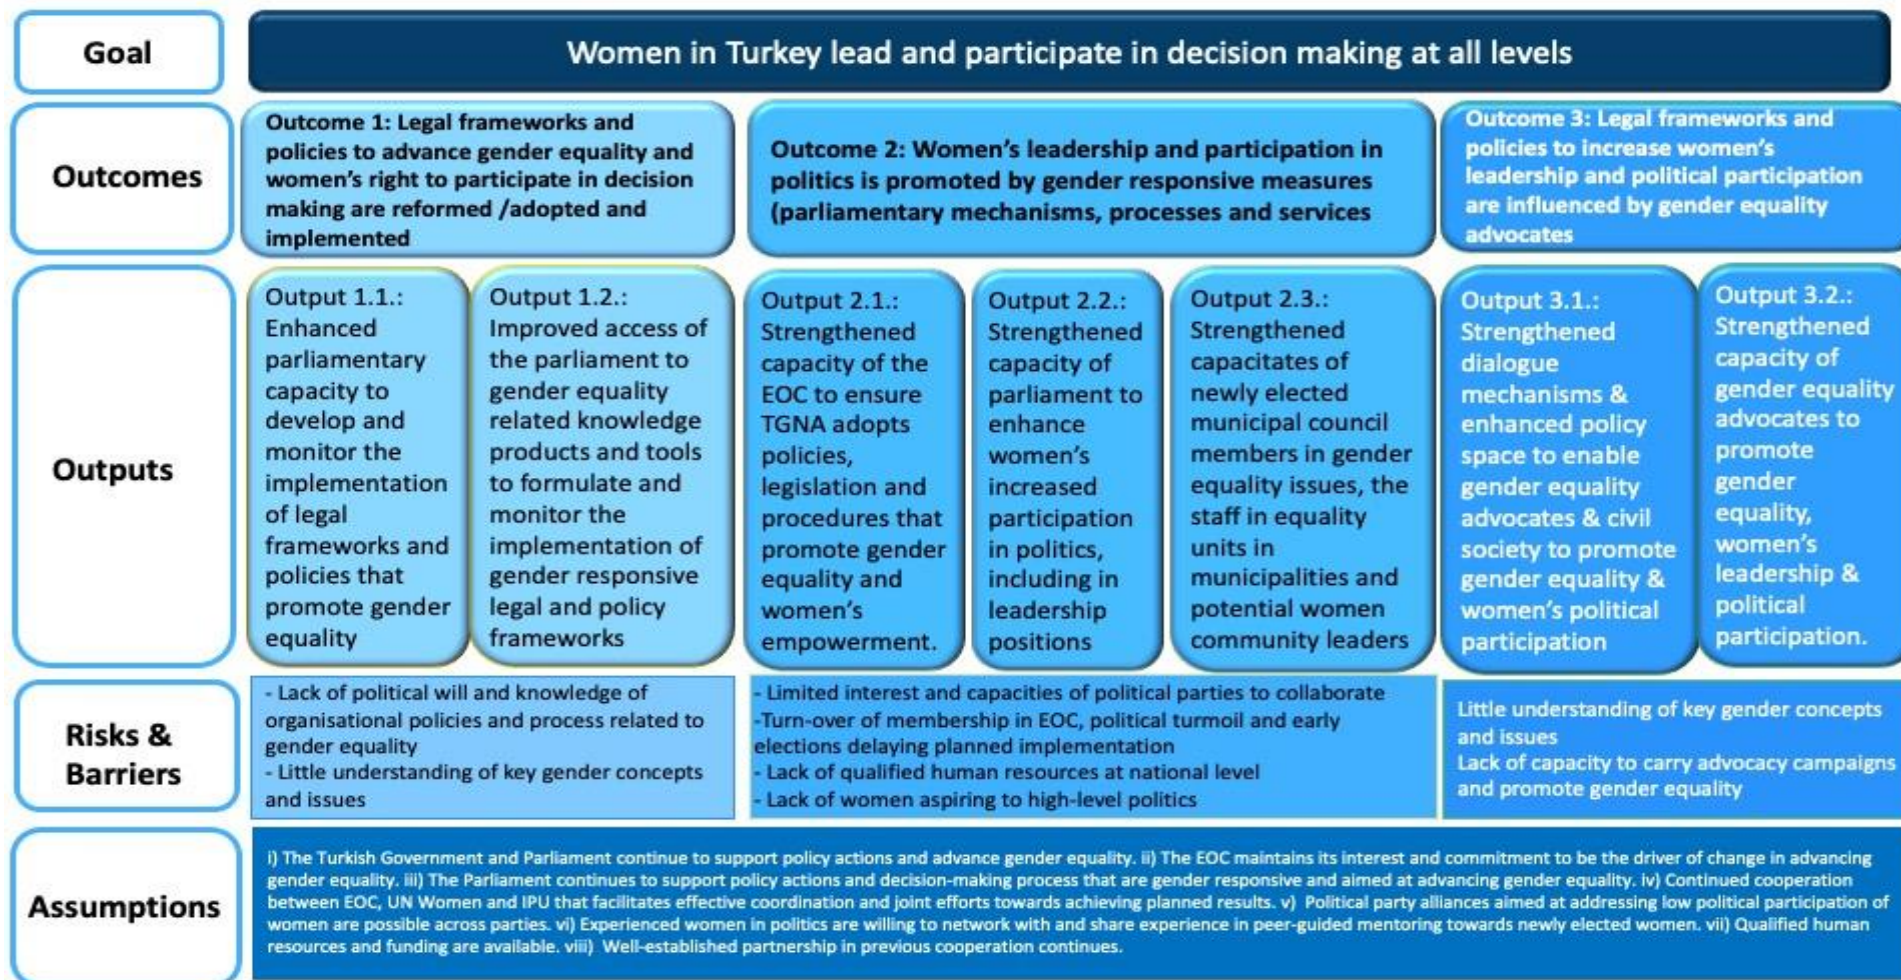 Goal
Women in Turkey lead and participate in decision making at all levels
Outcomes
Outcome 1: Legal frameworks and
policies to advance gender equality and
women's right to participate in decision
making are reformed /adopted and
implemented
Outcome 2: Women's leadership and participation in
politics is promoted by gender responsive measures
(parliamentary mechanisms, processes and services
Outcome 3: Legal frameworks and
policies to increase women's
leadership and political participation
are influenced by gender equality
advocates
Outputs
Output 1.1.:
Enhanced
parliamentary
capacity to
develop and
monitor the
implementation
of legal
frameworks and
policies that
promote gender
equality
Output 1.2.:
Improved access of
the parliament to
gender equality
related knowledge
products and tools
to formulate and
monitor the
implementation of
gender responsive
legal and policy
frameworks
Output 2.1.:
Strengthened
capacity of the
EOC to ensure
TGNA adopts
policies,
legislation and
procedures that
promote gender
equality and
women's
empowerment.
Output 2.2.:
Strengthened
capacity of
parliament to
enhance
women's
increased
participation
in politics,
including in
leadership
positions
Output 2.3.:
Strengthened
capacitates of
newly elected
municipal council
members in gender
equality issues, the
staff in equality
units in
municipalities and
potential women
community leaders
Output 3.1.:
Strengthened
dialogue
mechanisms &
enhanced policy
space to enable
gender equality
advocates & civil
society to promote
gender equality &
women's political
participation
Output 3.2.:
Strengthened
capacity of
gender equality
advocates to
promote
gender
equality,
women's
leadership &
political
participation.
Risks &
Barriers
- Lack of political will and knowledge of
organisational policies and process related to
gender equality
- Little understanding of key gender concepts
and issues
- Limited interest and capacities of political parties to collaborate
-Turn-over of membership in EOC, political turmoil and early
elections delaying planned implementation
- Lack of qualified human resources at national level
- Lack of women aspiring to high-level politics
Little understanding of key gender concepts
and issues
Lack of capacity to carry advocacy campaigns
and promote gender equality
Assumptions
i) The Turkish Government and Parliament continue to support policy actions and advance gender equality. ii) The EOC maintains its interest and commitment to be the driver of change in advancing
gender equality. iii) The Parliament continues to support policy actions and decision-making process that are gender responsive and aimed at advancing gender equality. iv) Continued cooperation
between EOC, UN Women and IPU that facilitates effective coordination and joint efforts towards achieving planned results. v) Political party alliances aimed at addressing low political participation of
women are possible across parties. vi) Experienced women in politics are willing to network with and share experience in peer-guided mentoring towards newly elected women. vii) Qualified human
resources and funding are available. viii) Well-established partnership in previous cooperation continues.